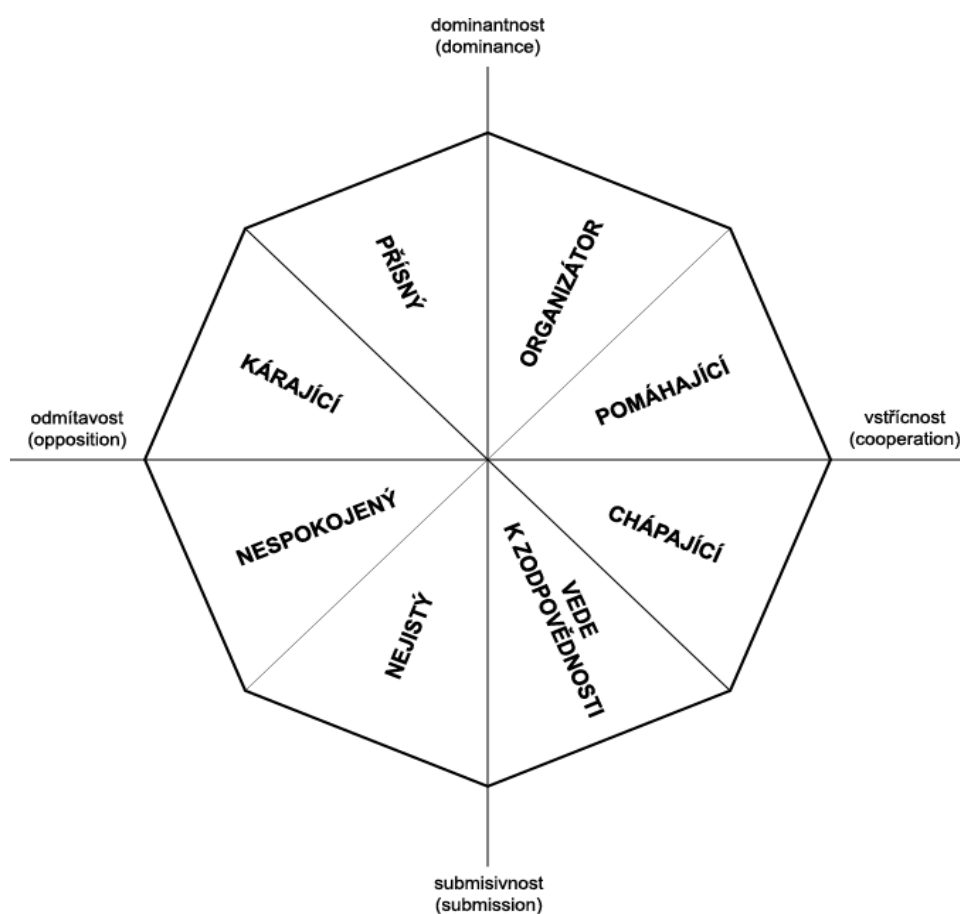 dominantnost
(dominance)
PŘÍSNÝ
ORGANIZÁTOR
KÁRAJÍCÍ
POMÁHAJÍCÍ
odmítavost
(opposition)
vstřícnost
(cooperation)
NESPOKOJENÝ
CHÁPAJÍCÍ
NEJISTÝ
VEDE
K ZODPOVĚDNOSTI
submisivnost
(submission)